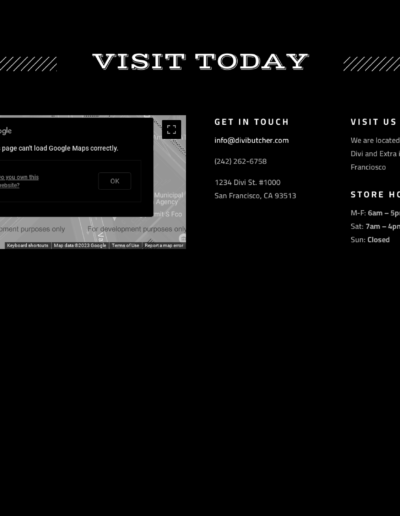 VISIT TODAY
ogle
page can't load Google Maps correctly.
you own this
website?
OK
Municipal
Agency
For development purposes only
purposes only
Keyboard shortcuts
Map data ©2023 Google
Terms of Use
Report a map error
GET IN TOUCH
info@divibutcher.com
(242) 262-6758
1234 Divi St. #1000
San Francisco, CA 93513
VISIT US
We are located
Divi and Extra
Franciosco
STORE HO
M-F: 6am – 5p
Sat: 7am – 4p
Sun: Closed